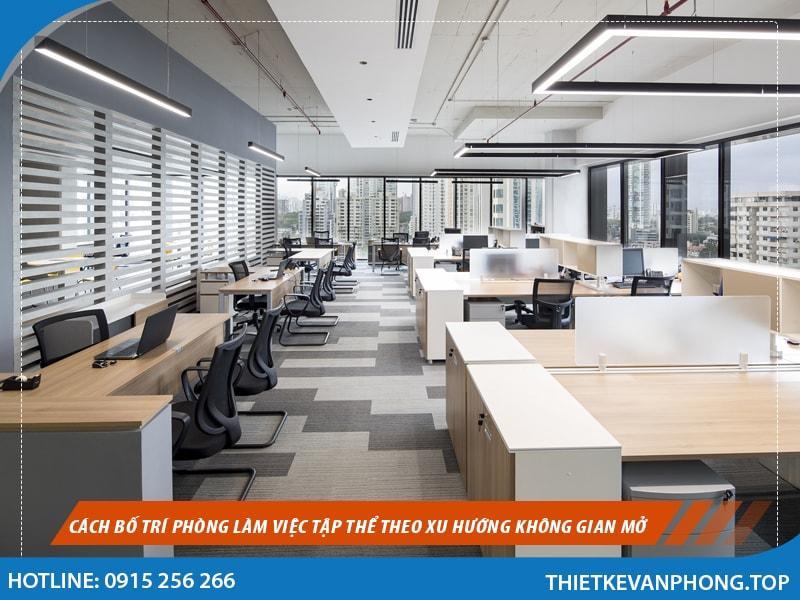 CÁCH BỐ TRÍ PHÒNG LÀM VIỆC TẬP THỂ THEO XU HƯỚNG KHÔNG GIAN MỞ
HOTLINE: 0915 256 266
THIETKEVANPHONG.TOP